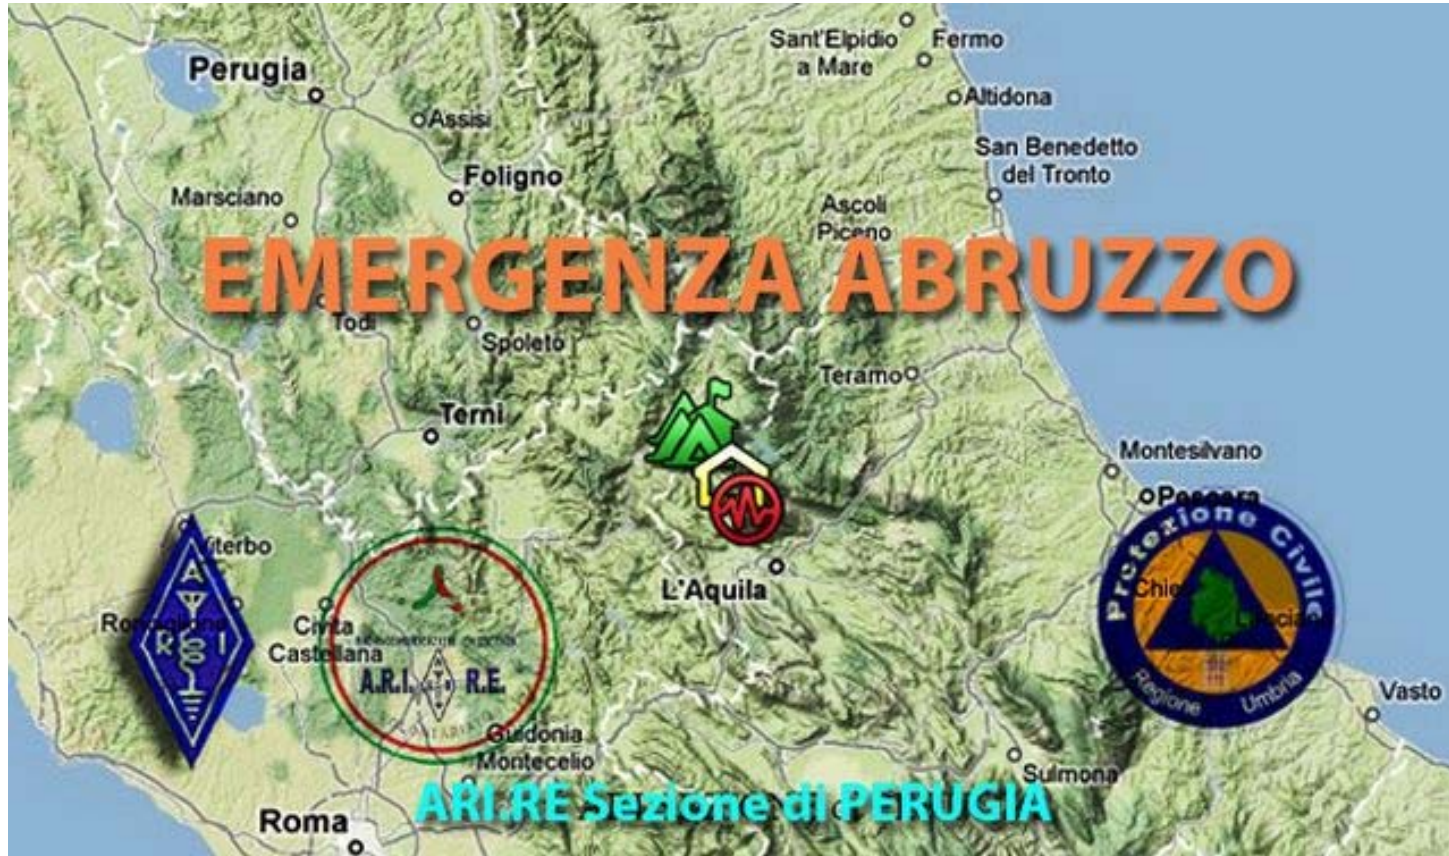 Sant'Elpidio
a Mare
Fermo
Perugia
Altidona
Assisi
San Benedetto
del Tronto
Foligno
Marsciano
Ascoli
Piceno
EMERGENZA ABRUZZO
Todi
Spoleto
Teramo
Terni
Montesilvano
Pescara
Protezione Civile
Viterbo
L'Aquila
A
R I
Civita
Castellana
A.R.I. R.E.
Regione Umbria
Vasto
Guidonia
Montecelio
Sulmona
ARI.RE Sezione di PERUGIA
Roma